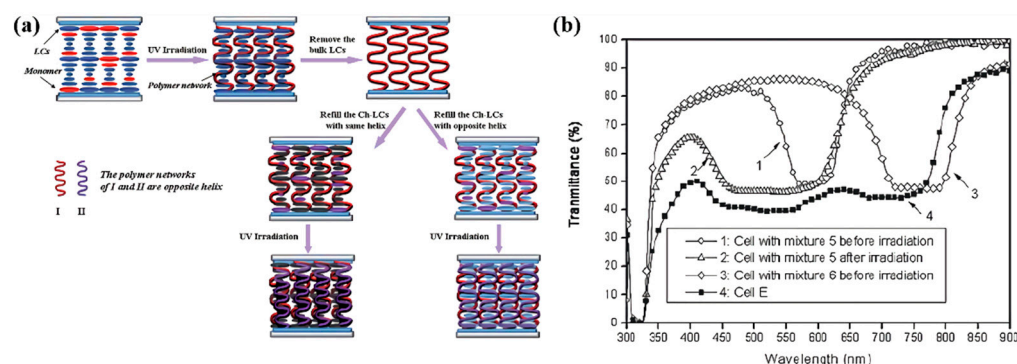 (a)
LCs
Monomer
UV Irradiation
Polymer network
Remove the
bulk LCs
Refill the Ch-LCs
with same helix
Refill the Ch-LCs
with opposite helix
The polymer networks
of I and II are opposite helix
I II
UV Irradiation
UV Irradiation
(b)
Tranmittance (%)
100
90
80
70
60
50
40
30
20
10
0
1
2
3
4
1: Cell with mixture 5 before irradiation
2: Cell with mixture 5 after irradiation
3: Cell with mixture 6 before irradiation
4: Cell E
300 350 400 450 500 550 600 650 700 750 800 850 900
Wavelength (nm)